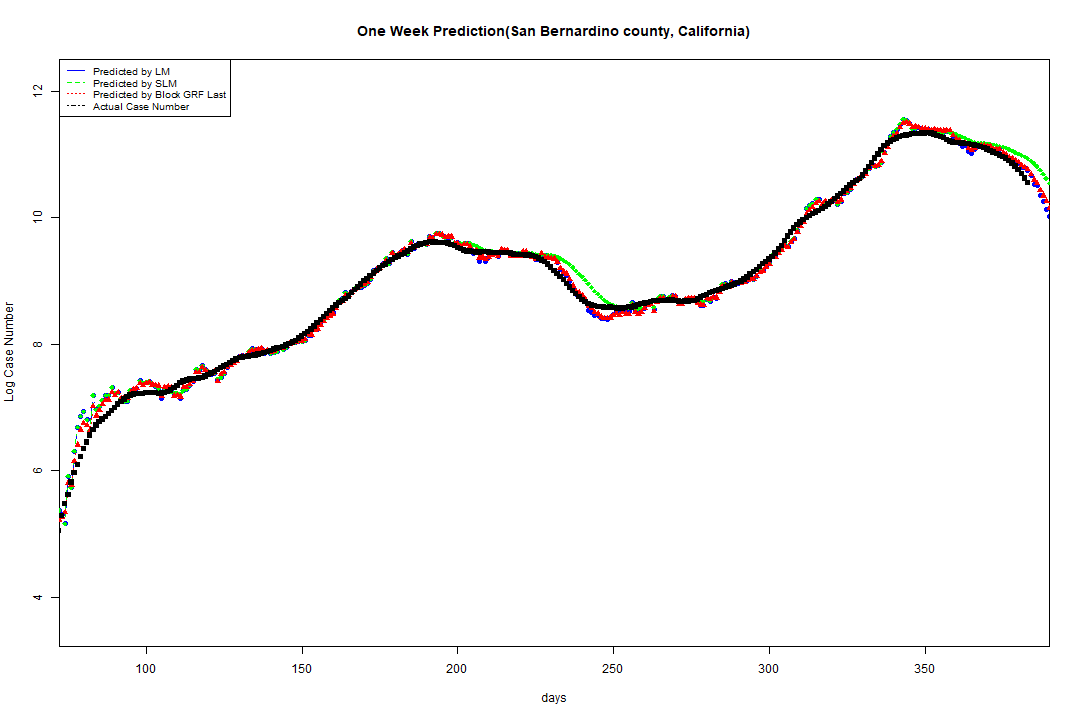 One Week Prediction(San Bernardino county, California)
Predicted by LM
Predicted by SLM
Predicted by Block GRF Last
Actual Case Number
12
10
8
6
4
Log Case Number
100 150 200 250 300 350
days